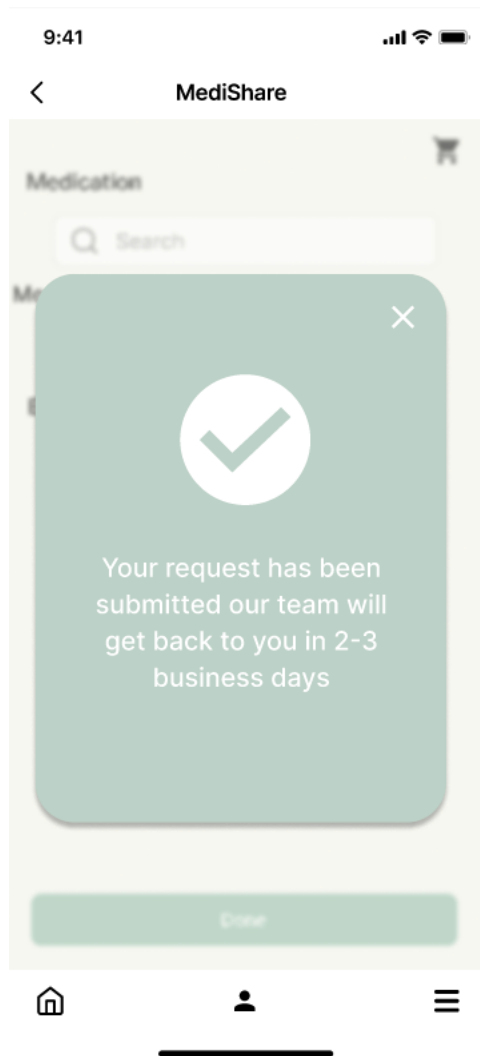 9:41
MediShare
Medication
Search
Your request has been
submitted our team will
get back to you in 2-3
business days
Done